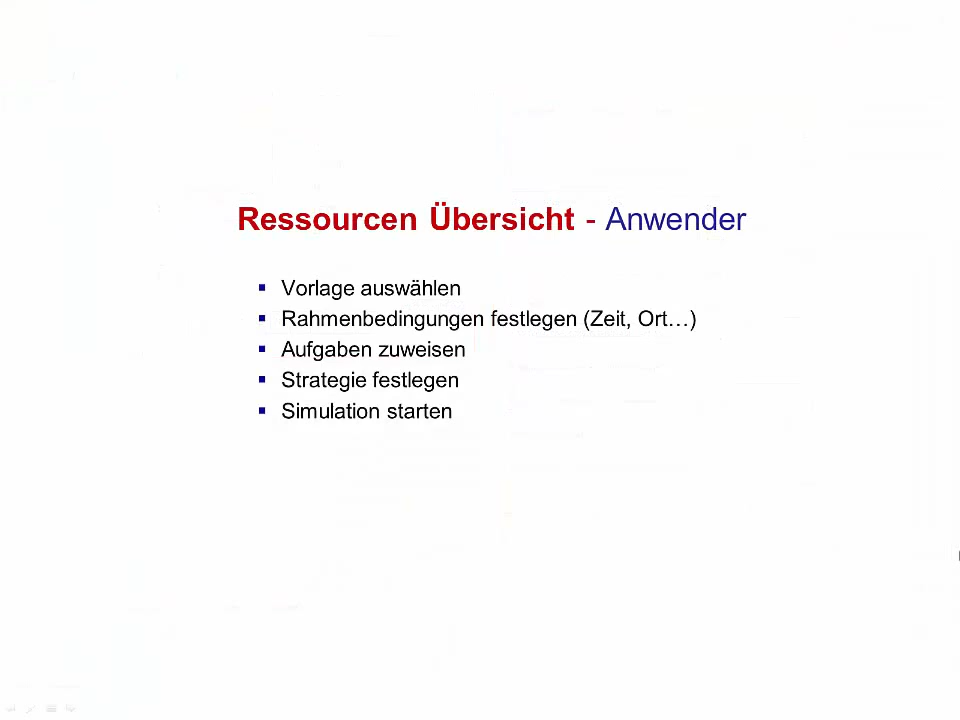 Ressourcen Übersicht - Anwender
▪ Vorlage auswählen
▪ Rahmenbedingungen festlegen (Zeit, Ort…)
▪ Aufgaben zuweisen
▪ Strategie festlegen
▪ Simulation starten